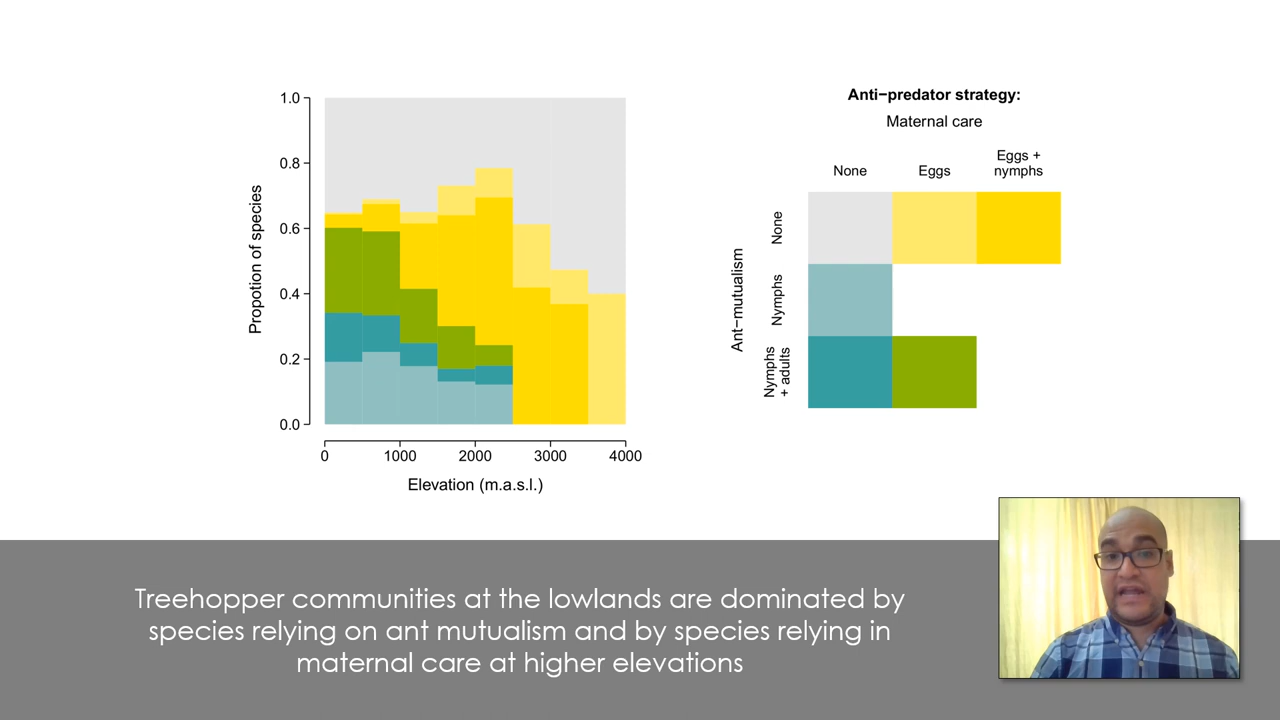 1.0
0.8
0.6
0.4
0.2
0.0
Propotion of species
0 1000 2000 3000 4000
Elevation (m.a.s.l.)
Anti−predator strategy:
Maternal care
None
Eggs
Eggs +
nymphs
Ant−mutualism
None
Nymphs
Nymphs
+ adults
Treehopper communities at the lowlands are dominated by
species relying on ant mutualism and by species relying in
maternal care at higher elevations